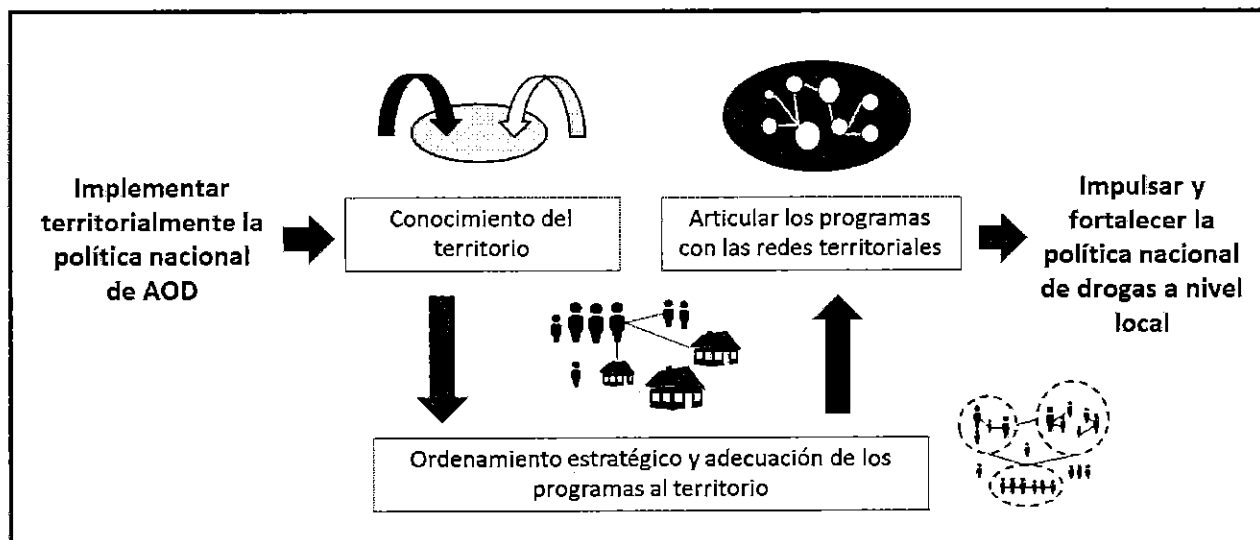 Implementar
territorialmente la
política nacional
de AOD
Conocimiento del
territorio
Articular los programas
con las redes territoriales
Impulsar y
fortalecer la
política nacional
de drogas a nivel
local
Ordenamiento estratégico y adecuación de los
programas al territorio